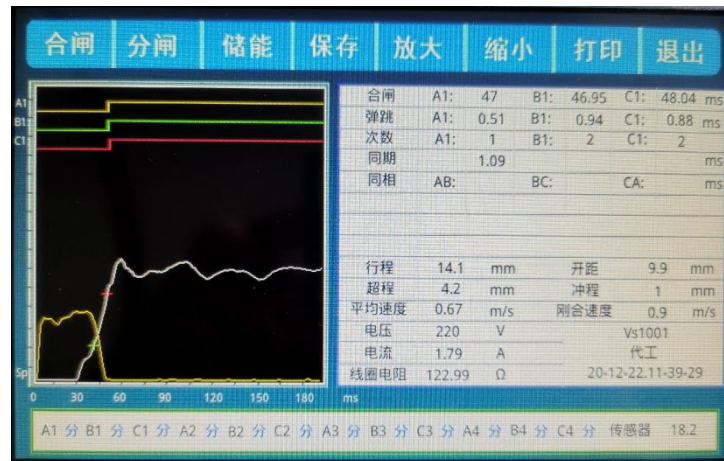 合闸 分闸 储能 保存 放大 缩小 打印 退出
A1
B1
C1
Sp
0 30 60 90 120 150 180 ms
合闸 A1: 47 B1: 46.95 C1: 48.04 ms
弹跳 A1: 0.51 B1: 0.94 C1: 0.88 ms
次数 A1: 1 B1: 2 C1: 2
同期 1.09 ms
同相 AB: BC: CA: ms
行程 14.1 mm 开距 9.9 mm
超程 4.2 mm 冲程 1 mm
平均速度 0.67 m/s 刚合速度 0.9 m/s
电压 220 V Vs1001
电流 1.79 A 代工
线圈电阻 122.99 Ω 20-12-22.11-39-29
A1 分 B1 分 C1 分 A2 分 B2 分 C2 分 A3 分 B3 分 C3 分 A4 分 B4 分 C4 分 传感器 18.2